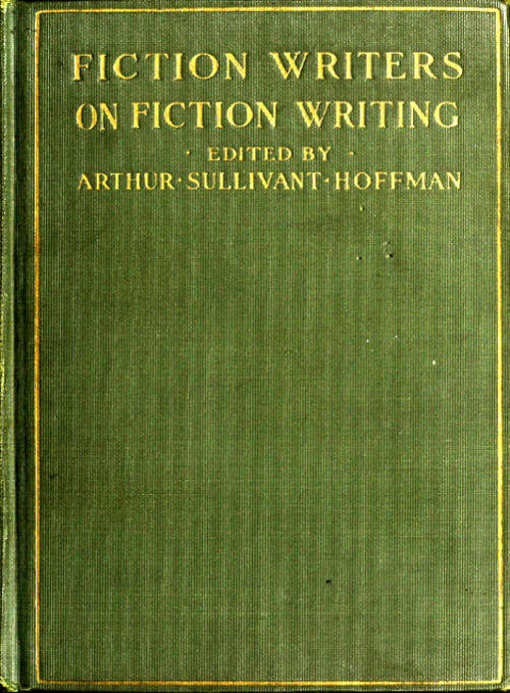 FICTION WRITERS
ON FICTION WRITING
· EDITED BY ·
ARTHUR·SULLIVANT·HOFFMAN